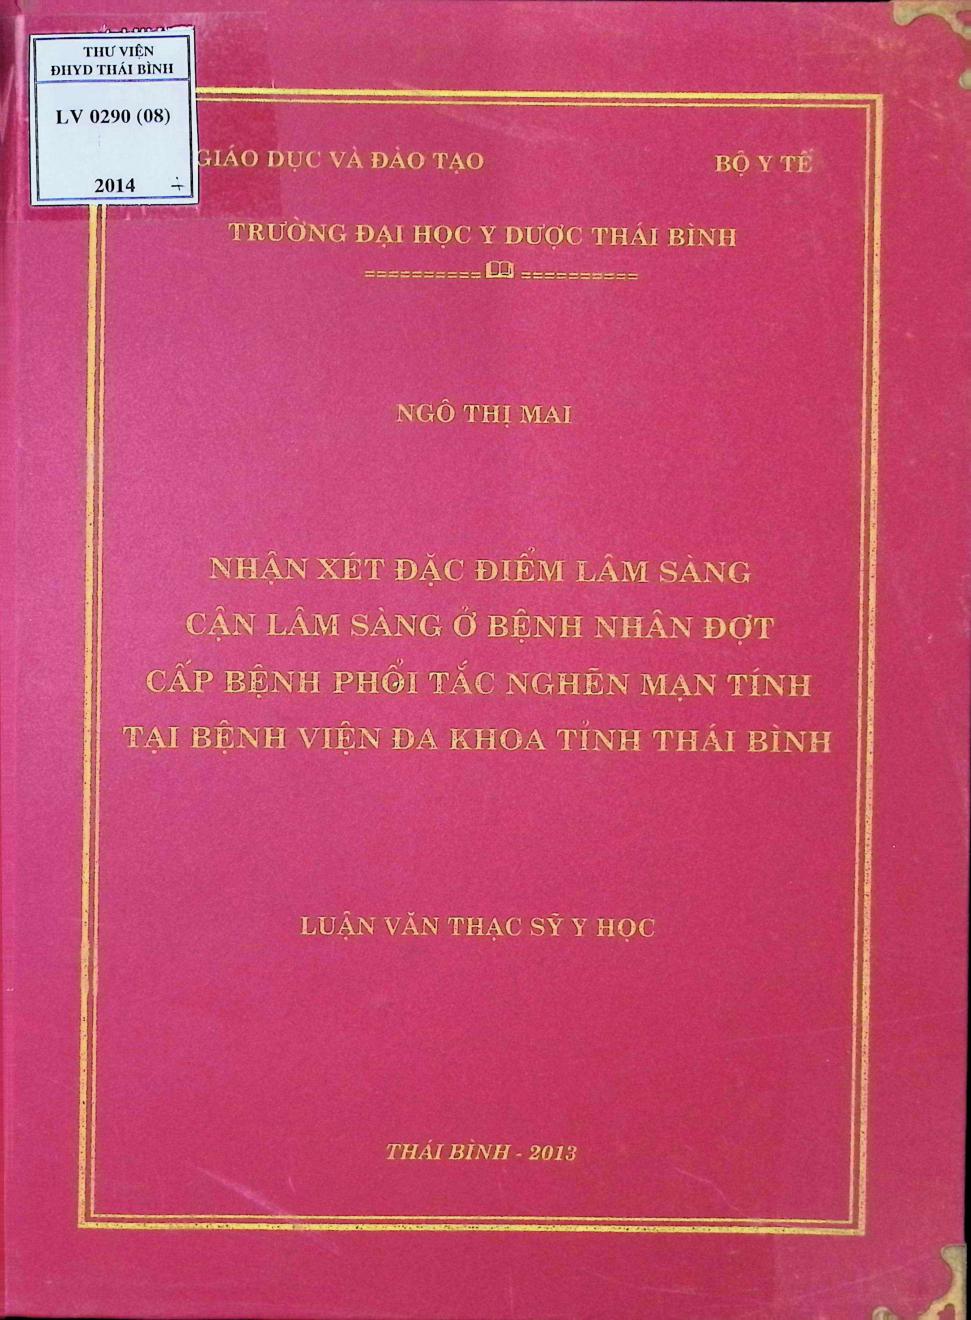 THƯ VIỆN
ĐHYD THÁI BÌNH
LV 0290 (08)
2014
GIÁO DỤC VÀ ĐÀO TẠO BỘ Y TẾ
TRƯỜNG ĐẠI HỌC Y DƯỢC THÁI BÌNH
NGÔ THỊ MAI
NHẬN XÉT ĐẶC ĐIỂM LÂM SÀNG
CẬN LÂM SÀNG Ở BỆNH NHÂN ĐỢT
CẤP BỆNH PHỔI TẮC NGHẼN MẠN TÍNH
TẠI BỆNH VIỆN ĐA KHOA TỈNH THÁI BÌNH
LUẬN VĂN THẠC SỸ Y HỌC
THÁI BÌNH - 2013